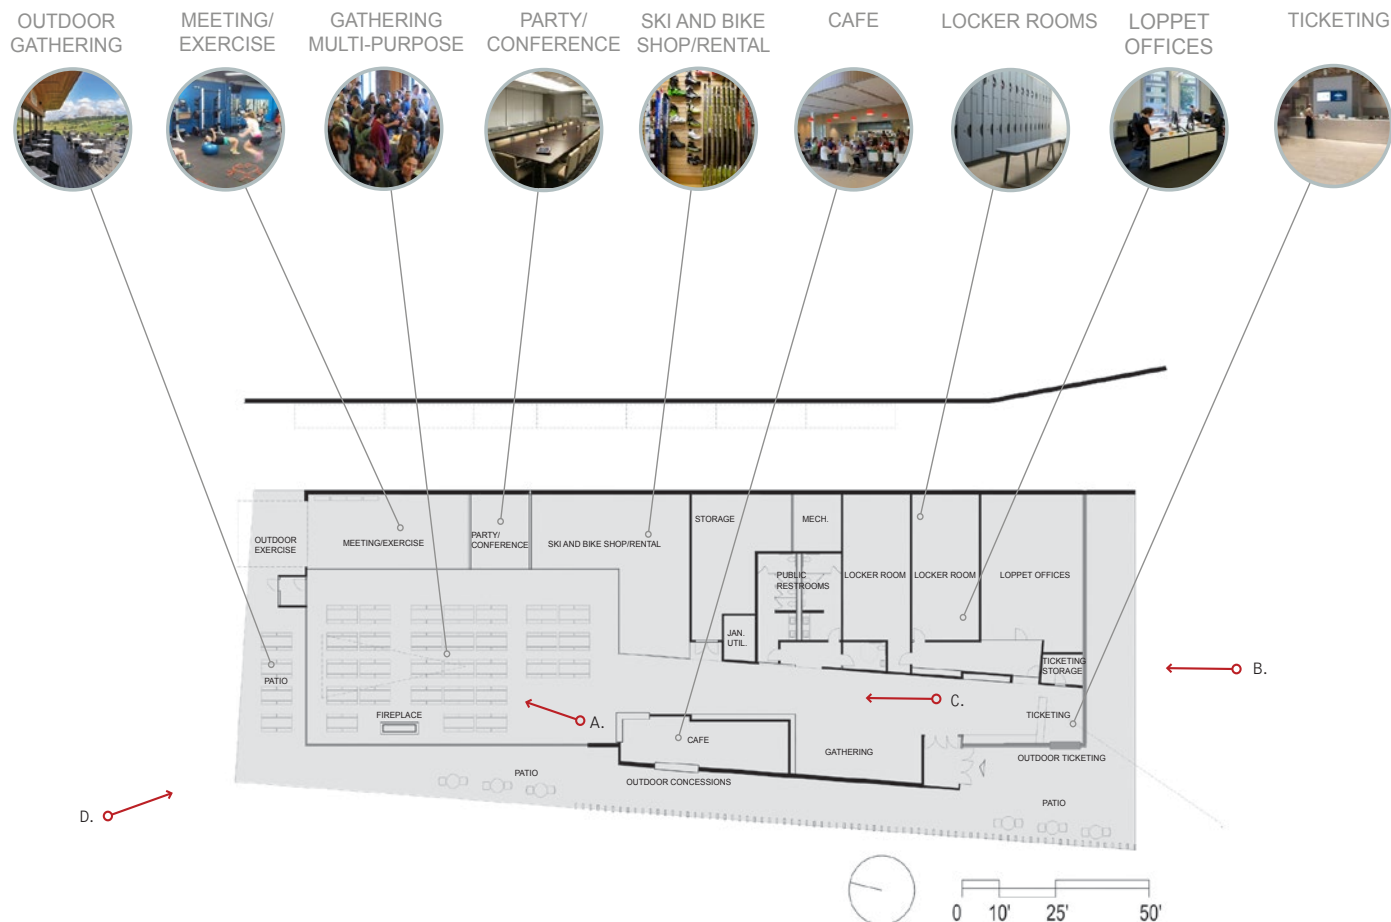 OUTDOOR
GATHERING
MEETING/
EXERCISE
GATHERING
MULTI-PURPOSE
PARTY/
CONFERENCE
SKI AND BIKE
SHOP/RENTAL
CAFE
LOCKER ROOMS
LOPPET
OFFICES
TICKETING
OUTDOOR
EXERCISE
MEETING/EXERCISE
PARTY/
CONFERENCE
SKI AND BIKE SHOP/RENTAL
STORAGE
MECH.
PUBLIC
RESTROOMS
LOCKER ROOM
LOCKER ROOM
LOPPET OFFICES
JAN.
UTIL.
TICKETING
STORAGE
PATIO
FIREPLACE
A.
B.
C.
D.
CAFE
GATHERING
TICKETING
OUTDOOR TICKETING
PATIO
OUTDOOR CONCESSIONS
PATIO
0 10' 25' 50'